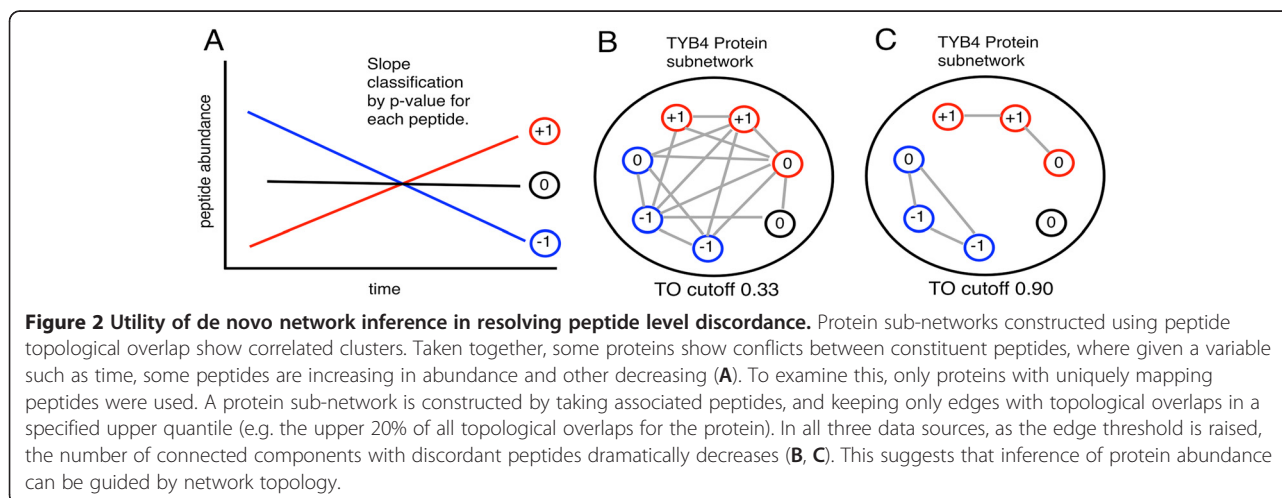 A
Slope
classification
by p-value for
each peptide.
peptide abundance
time
+1
0
-1
B
TYB4 Protein
subnetwork
+1
+1
0
0
-1
-1
0
TO cutoff 0.33
C
TYB4 Protein
subnetwork
+1
+1
0
0
-1
-1
0
TO cutoff 0.90
Figure 2 Utility of de novo network inference in resolving peptide level discordance. Protein sub-networks constructed using peptide
topological overlap show correlated clusters. Taken together, some proteins show conflicts between constituent peptides, where given a variable
such as time, some peptides are increasing in abundance and other decreasing (A). To examine this, only proteins with uniquely mapping
peptides were used. A protein sub-network is constructed by taking associated peptides, and keeping only edges with topological overlaps in a
specified upper quantile (e.g. the upper 20% of all topological overlaps for the protein). In all three data sources, as the edge threshold is raised,
the number of connected components with discordant peptides dramatically decreases (B, C). This suggests that inference of protein abundance
can be guided by network topology.